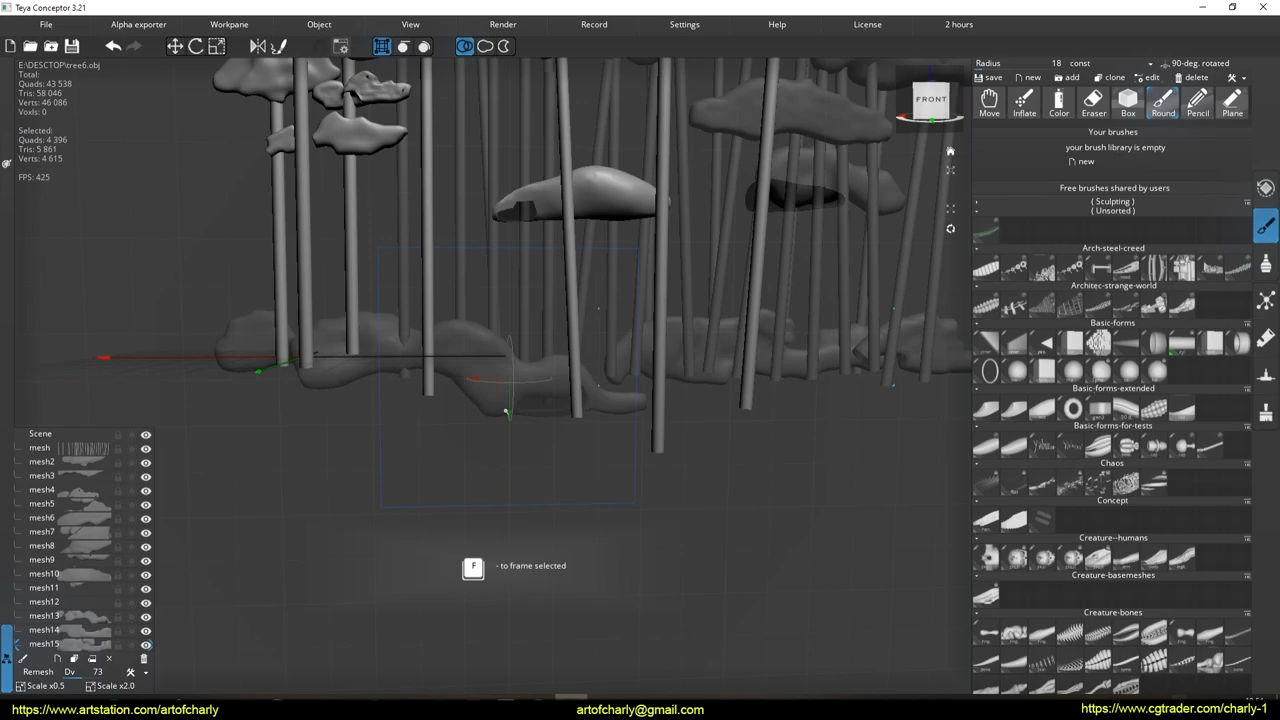 Teya Conceptor 3.21
File Alpha exporter Workpane Object View Render Record Settings Help License 2 hours
E:\DESCTOP\tree6.obj
Total:
Quads: 43 538
Tris: 58 046
Verts: 46 086
Voxls: 0
Selected:
Quads: 4 396
Tris: 5 861
Verts: 4 615
FPS: 425
FRONT
Radius 18 const 90-deg. rotated
save new add clone edit delete
Move Inflate Color Eraser Box Round Pencil Plane
Your brushes
your brush library is empty
new
Free brushes shared by users
( Sculpting )
( Unsorted )
Arch-steel-creed
Architec-strange-world
Basic-forms
Basic-forms-extended
Basic-forms-for-tests
Chaos
Concept
Creature--humans
Creature-basemeshes
Creature-bones
F - to frame selected
Scene
mesh
mesh2
mesh3
mesh4
mesh5
mesh6
mesh7
mesh8
mesh9
mesh10
mesh11
mesh12
mesh13
mesh14
mesh15
Remesh Dv 73
Scale x0.5 Scale x2.0
https://www.artstation.com/artofcharly artofcharly@gmail.com https://www.cgtrader.com/charly-1